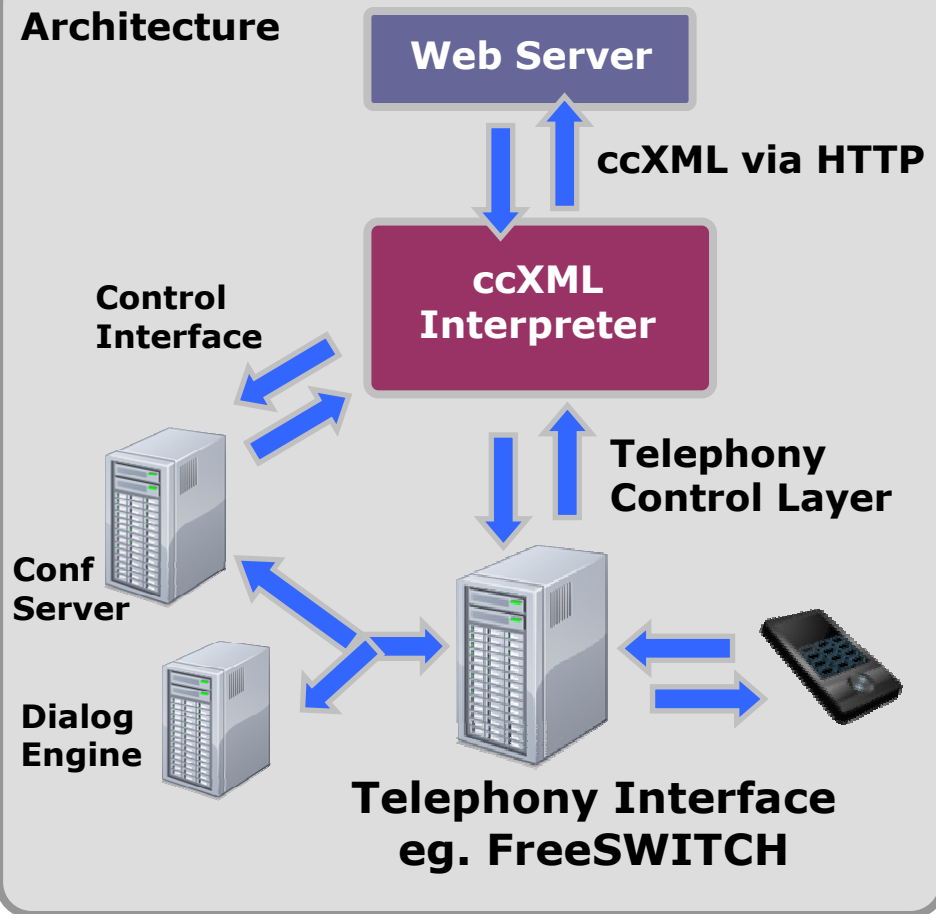 Architecture
Web Server
ccXML via HTTP
ccXML
Interpreter
Control
Interface
Telephony
Control Layer
Conf
Server
Dialog
Engine
Telephony Interface
eg. FreeSWITCH